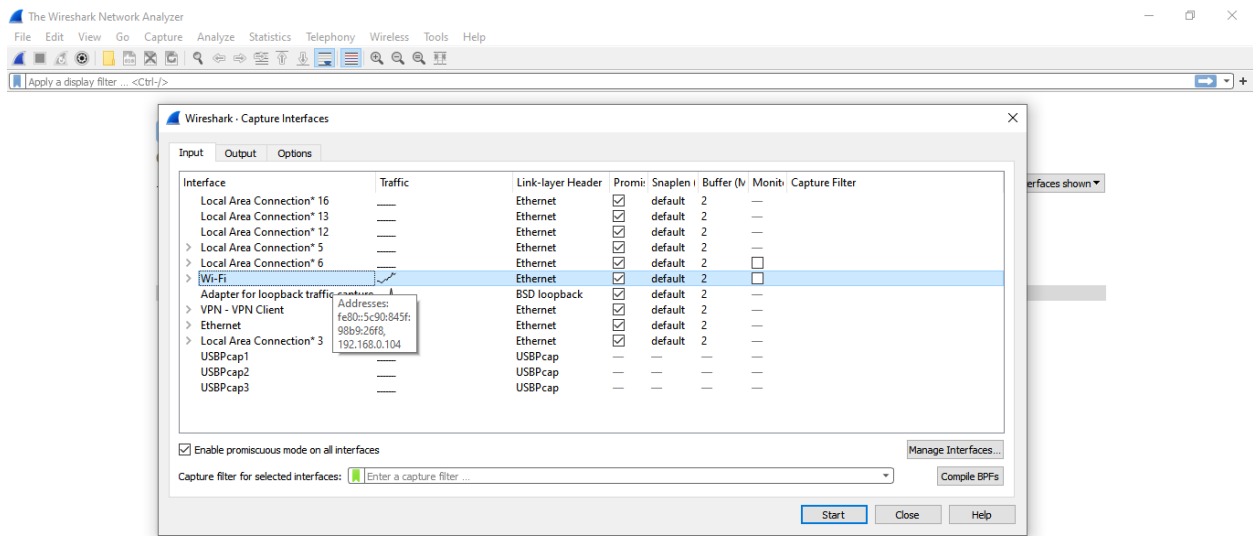 The Wireshark Network Analyzer
File Edit View Go Capture Analyze Statistics Telephony Wireless Tools Help
Apply a display filter ... <Ctrl-/>
Wireshark · Capture Interfaces
Input Output Options
erfaces shown
Interface Traffic Link-layer Header Promi: Snaplen ( Buffer (M Monit Capture Filter
Local Area Connection* 16 Ethernet default 2 —
Local Area Connection* 13 Ethernet default 2 —
Local Area Connection* 12 Ethernet default 2 —
Local Area Connection* 5 Ethernet default 2 —
Local Area Connection* 6 Ethernet default 2
Wi-Fi Ethernet default 2
Adapter for loopback traffic capture BSD loopback default 2 —
VPN - VPN Client Ethernet default 2 —
Ethernet Ethernet default 2 —
Local Area Connection* 3 Ethernet default 2 —
USBPcap1 USBPcap — — — —
USBPcap2 USBPcap — — — —
USBPcap3 USBPcap — — — —
Addresses:
fe80::5c90:845f:
98b9:26f8,
192.168.0.104
Enable promiscuous mode on all interfaces
Manage Interfaces...
Capture filter for selected interfaces: Enter a capture filter ... Compile BPFs
Start Close Help